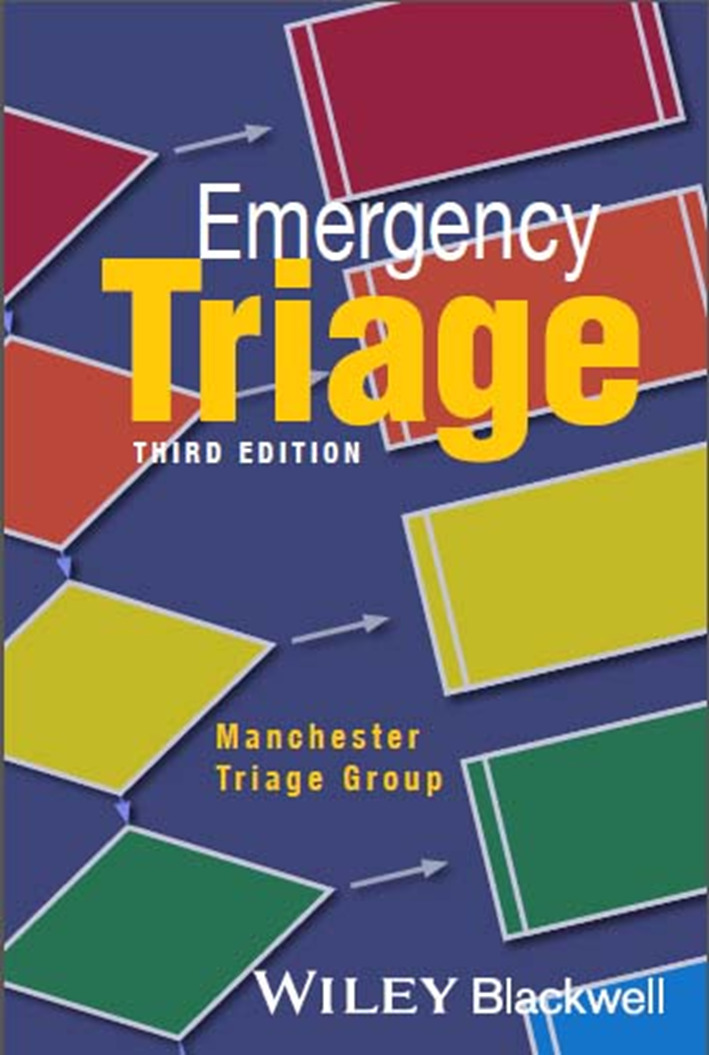 Emergency
Triage
THIRD EDITION
Manchester
Triage Group
WILEY Blackwell